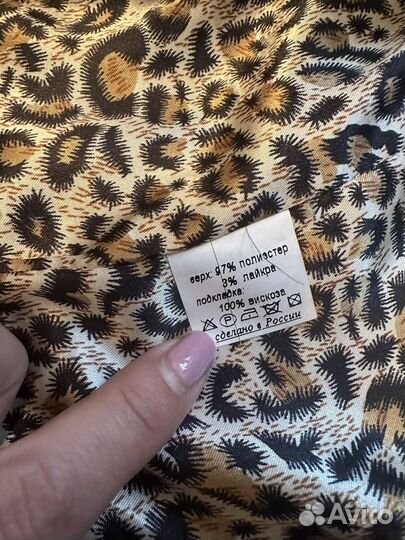 верх: 97% полиэстер
3% лайкра
подкладка:
100% вискоза
P
сделано в России
Avito